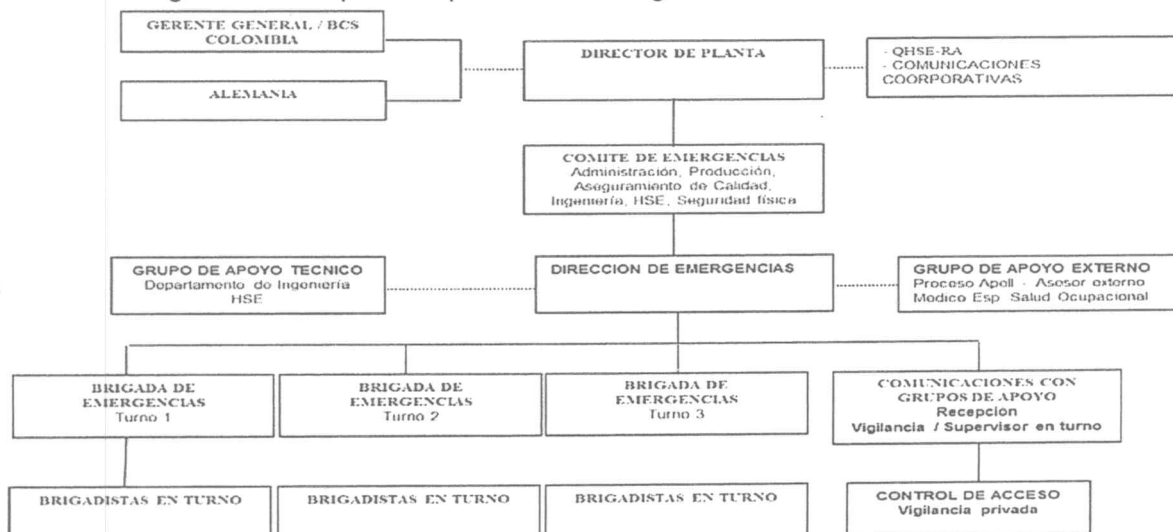 GERENTE GENERAL / BCS
COLOMBIA
ALEMANIA
DIRECTOR DE PLANTA
- QHSE-RA
- COMUNICACIONES
COORPORATIVAS
COMITE DE EMERGENCIAS
Administración, Producción,
Aseguramiento de Calidad,
Ingeniería, HSE, Seguridad física
GRUPO DE APOYO TECNICO
Departamento de Ingeniería
HSE
DIRECCION DE EMERGENCIAS
GRUPO DE APOYO EXTERNO
Proceso Apell - Asesor externo
Medico Esp. Salud Ocupacional
BRIGADA DE
EMERGENCIAS
Turno 1
BRIGADA DE
EMERGENCIAS
Turno 2
BRIGADA DE
EMERGENCIAS
Turno 3
COMUNICACIONES CON
GRUPOS DE APOYO
Recepción
Vigilancia / Supervisor en turno
BRIGADISTAS EN TURNO
BRIGADISTAS EN TURNO
BRIGADISTAS EN TURNO
CONTROL DE ACCESO
Vigilancia privada